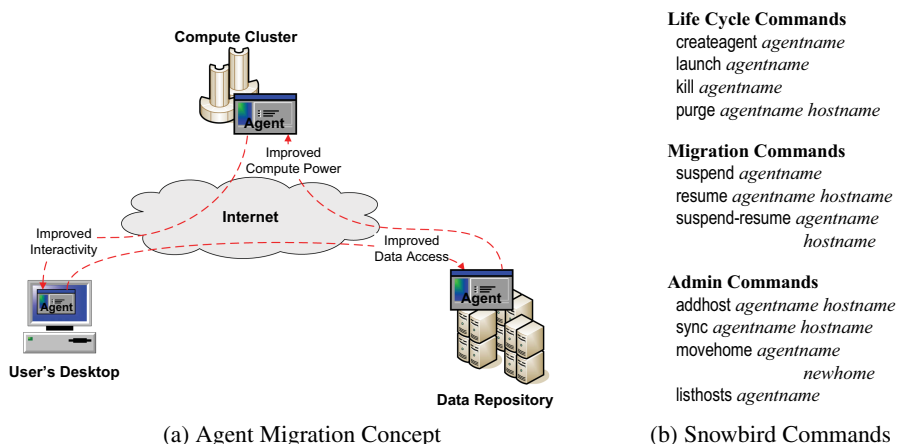 Compute Cluster
Agent
Improved
Compute Power
Internet
Improved
Interactivity
Improved
Data Access
Agent
Agent
User's Desktop
Data Repository
(a) Agent Migration Concept
Life Cycle Commands
createagent agentname
launch agentname
kill agentname
purge agentname hostname
Migration Commands
suspend agentname
resume agentname hostname
suspend-resume agentname
hostname
Admin Commands
addhost agentname hostname
sync agentname hostname
movehome agentname
newhome
listhosts agentname
(b) Snowbird Commands